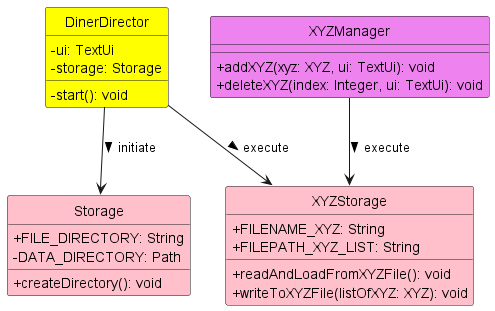 DinerDirector
-ui: TextUi
-storage: Storage
-start(): void
XYZManager
+addXYZ(xyz: XYZ, ui: TextUi): void
+deleteXYZ(index: Integer, ui: TextUi): void
initiate
execute
execute
Storage
+FILE_DIRECTORY: String
-DATA_DIRECTORY: Path
+createDirectory(): void
XYZStorage
+FILENAME_XYZ: String
+FILEPATH_XYZ_LIST: String
+readAndLoadFromXYZFile(): void
+writeToXYZFile(listOfXYZ: XYZ): void